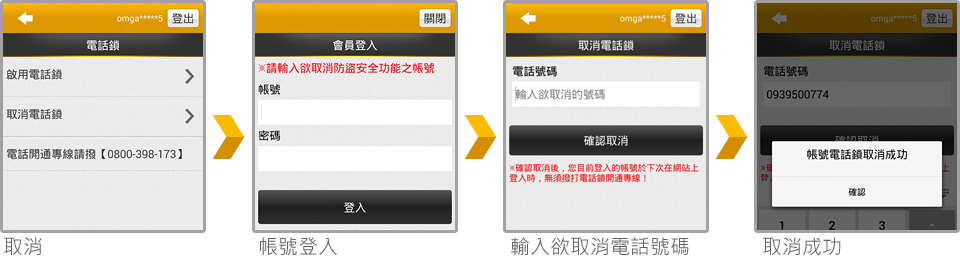 omga*****5 登出
電話鎖
啟用電話鎖
取消電話鎖
電話開通專線請撥【0800-398-173】
取消
關閉
會員登入
※請輸入欲取消防盜安全功能之帳號
帳號
密碼
登入
帳號登入
omga*****5 登出
取消電話鎖
電話號碼
輸入欲取消的號碼
確認取消
※確認取消後，您目前登入的帳號於下次在網站上
登入時，無須撥打電話鎖開通專線！
輸入欲取消電話號碼
omga*****5 登出
取消電話鎖
電話號碼
0939500774
確認取消
帳號電話鎖取消成功
確認
1 2 3 -
取消成功